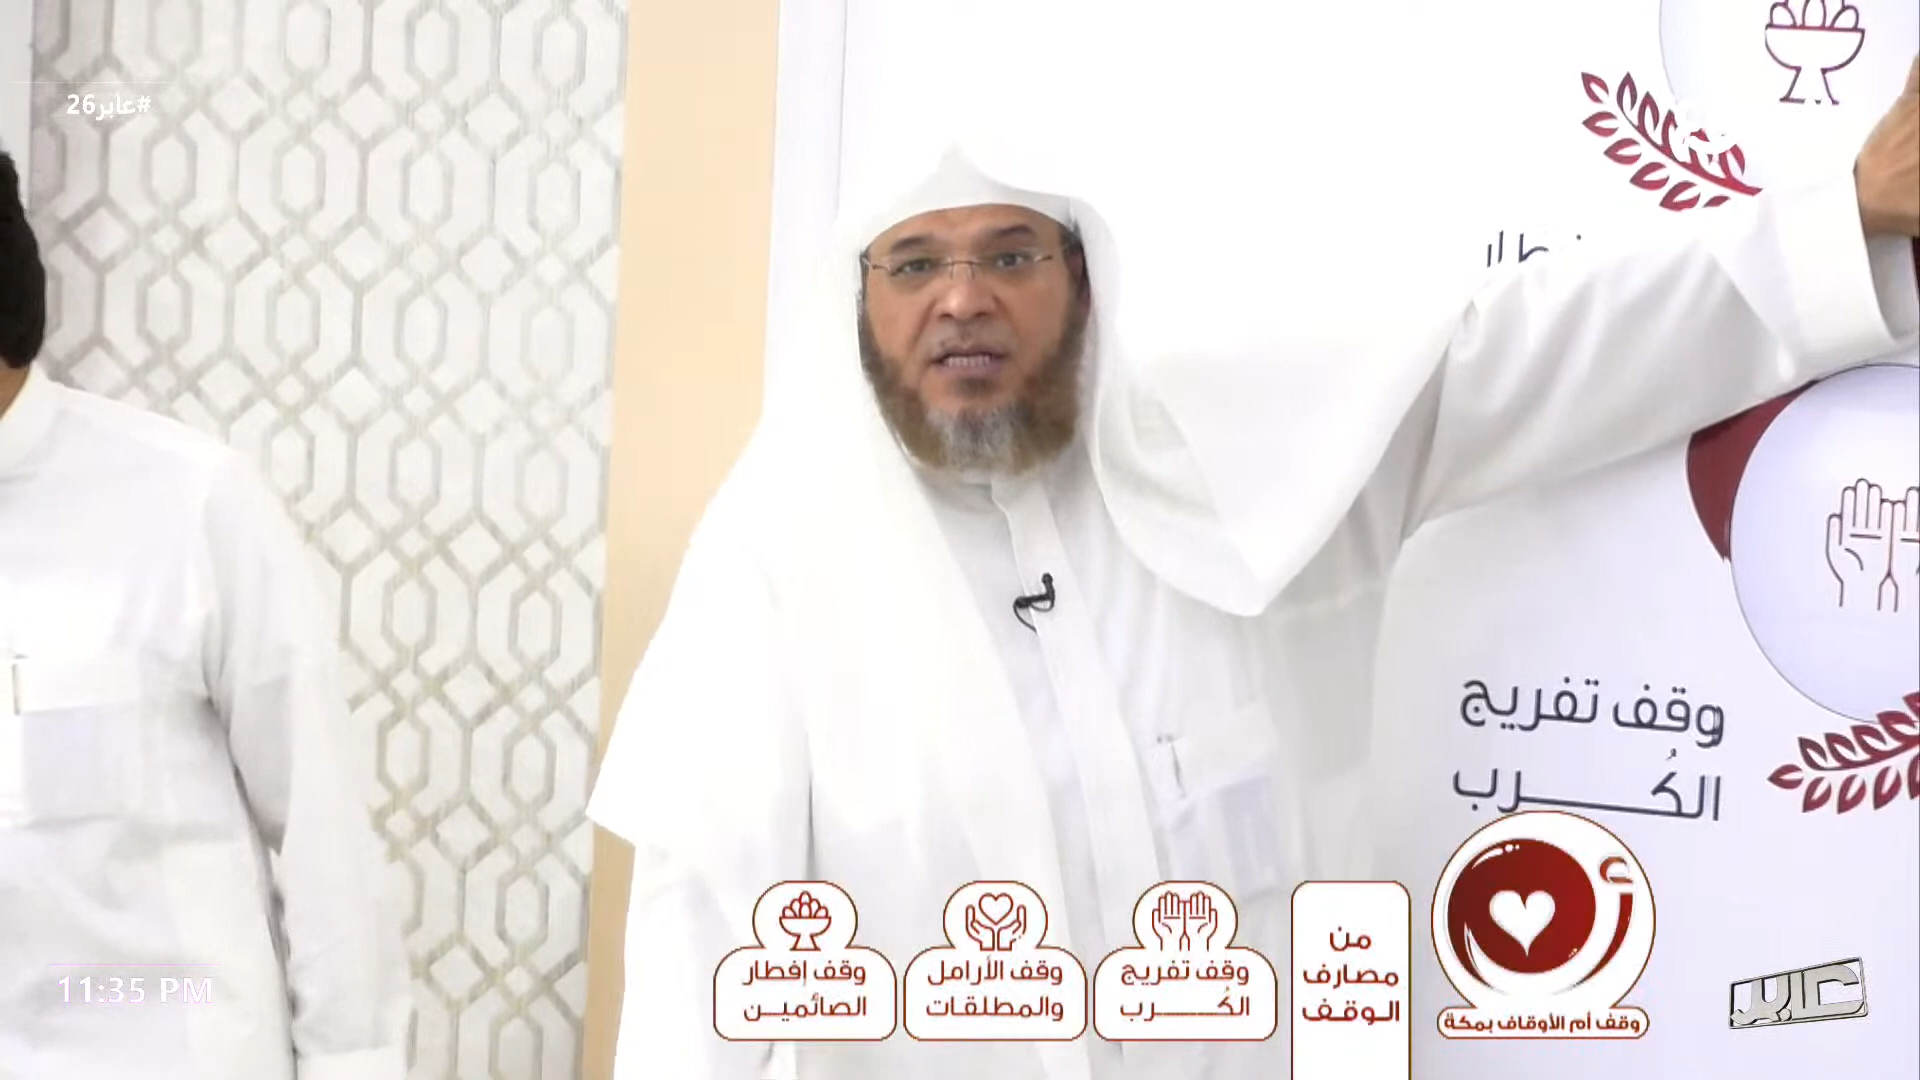 #عابر26
وقف تفريج
الكُرب
من
مصارف
الوقف
وقف تفريج
الكُرب
وقف الأرامل
والمطلقات
وقف إفطار
الصائمين
وقف أم الأوقاف بمكة
عابر
11:35 PM